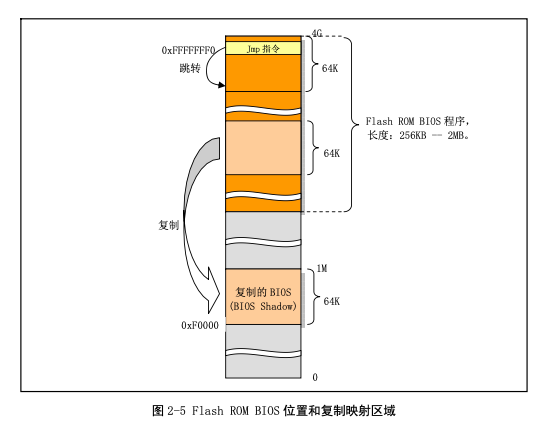 4G
0xFFFFFFF0
Jmp 指令
跳转
64K
Flash ROM BIOS 程序，
长度：256KB -- 2MB。
64K
复制
1M
复制的 BIOS
(BIOS Shadow)
64K
0xF0000
0
图 2-5 Flash ROM BIOS 位置和复制映射区域